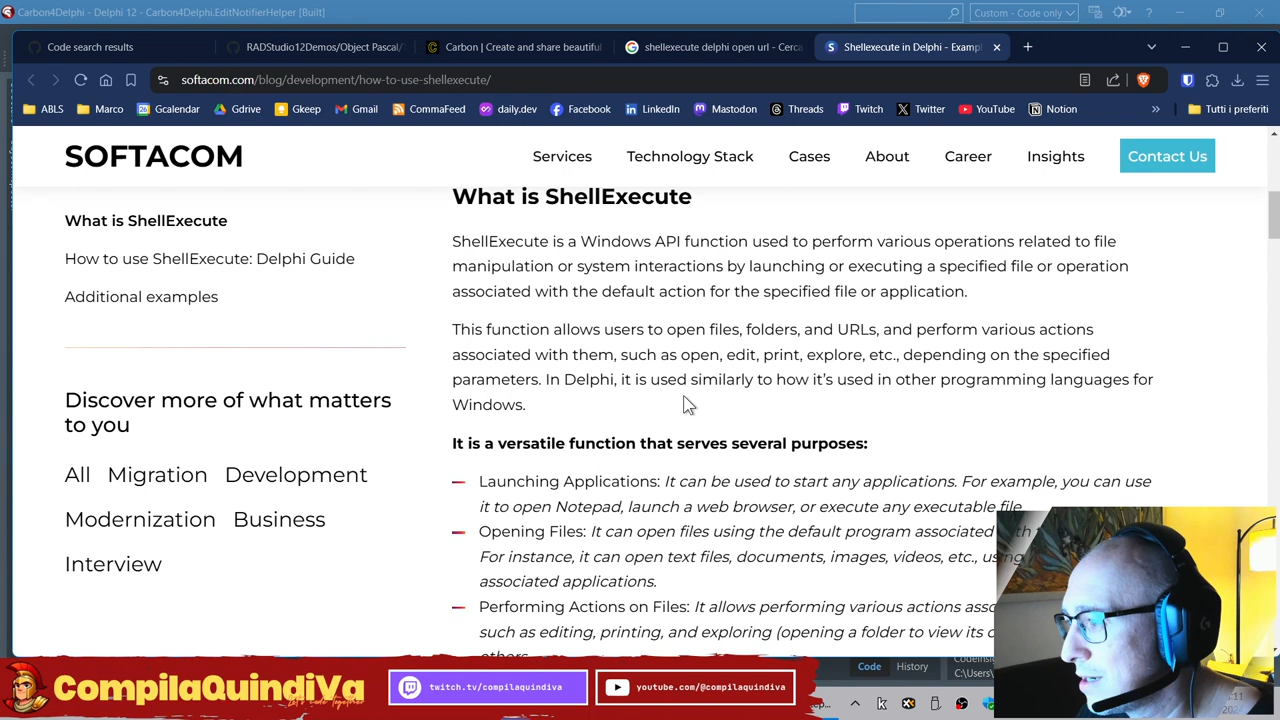 Carbon4Delphi - Delphi 12 - Carbon4Delphi.EditNotifierHelper [Built]
Custom - Code only
Code search results
RADStudio12Demos/Object Pascal/
Carbon | Create and share beautiful
shellexecute delphi open url - Cerca
Shellexecute in Delphi - Exampl
softacom.com/blog/development/how-to-use-shellexecute/
ABLS
Marco
Gcalendar
Gdrive
Gkeep
Gmail
CommaFeed
daily.dev
Facebook
LinkedIn
Mastodon
Threads
Twitch
Twitter
YouTube
Notion
»
Tutti i preferiti
SOFTACOM
Services
Technology Stack
Cases
About
Career
Insights
Contact Us
What is ShellExecute
How to use ShellExecute: Delphi Guide
Additional examples
Discover more of what matters
to you
All Migration Development
Modernization Business
Interview
What is ShellExecute
ShellExecute is a Windows API function used to perform various operations related to file
manipulation or system interactions by launching or executing a specified file or operation
associated with the default action for the specified file or application.
This function allows users to open files, folders, and URLs, and perform various actions
associated with them, such as open, edit, print, explore, etc., depending on the specified
parameters. In Delphi, it is used similarly to how it’s used in other programming languages for
Windows.
It is a versatile function that serves several purposes:
Launching Applications: It can be used to start any applications. For example, you can use
it to open Notepad, launch a web browser, or execute any executable file.
Opening Files: It can open files using the default program associated
For instance, it can open text files, documents, images, videos, etc., using
associated applications.
Performing Actions on Files: It allows performing various actions
such as editing, printing, and exploring (opening a folder to view its
others
Code
History
C:\Users\
CompilaQuindiVa
Let's Code Together
twitch.tv/compilaquindiva
youtube.com/@compilaquindiva